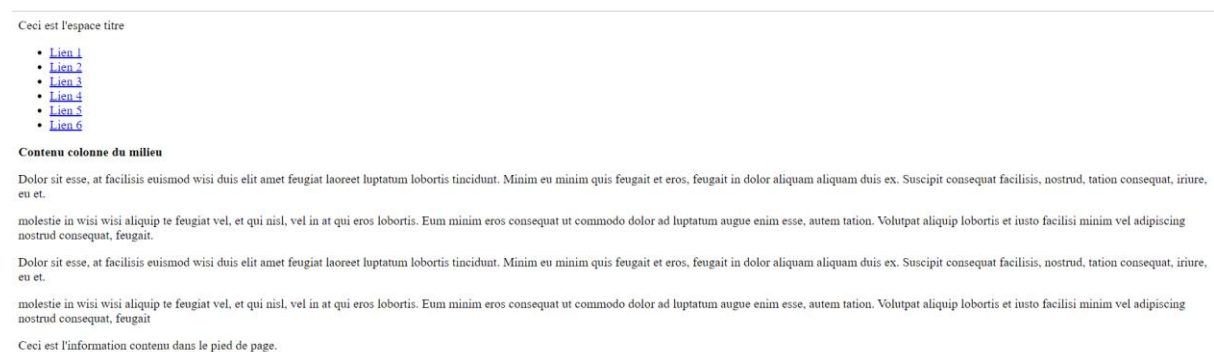 Ceci est l'espace titre
Lien 1
Lien 2
Lien 3
Lien 4
Lien 5
Lien 6
Contenu colonne du milieu
Dolor sit esse, at facilisis euismod wisi duis elit amet feugiat laoreet luptatum lobortis tincidunt. Minim eu minim quis feugait et eros, feugait in dolor aliquam aliquam duis ex. Suscipit consequat facilisis, nostrud, tation consequat, iriure,
eu et.
molestie in wisi wisi aliquip te feugiat vel, et qui nisl, vel in at qui eros lobortis. Eum minim eros consequat ut commodo dolor ad luptatum augue enim esse, autem tation. Volutpat aliquip lobortis et iusto facilisi minim vel adipiscing
nostrud consequat, feugait.
Dolor sit esse, at facilisis euismod wisi duis elit amet feugiat laoreet luptatum lobortis tincidunt. Minim eu minim quis feugait et eros, feugait in dolor aliquam aliquam duis ex. Suscipit consequat facilisis, nostrud, tation consequat, iriure,
eu et.
molestie in wisi wisi aliquip te feugiat vel, et qui nisl, vel in at qui eros lobortis. Eum minim eros consequat ut commodo dolor ad luptatum augue enim esse, autem tation. Volutpat aliquip lobortis et iusto facilisi minim vel adipiscing
nostrud consequat, feugait
Ceci est l'information contenu dans le pied de page.